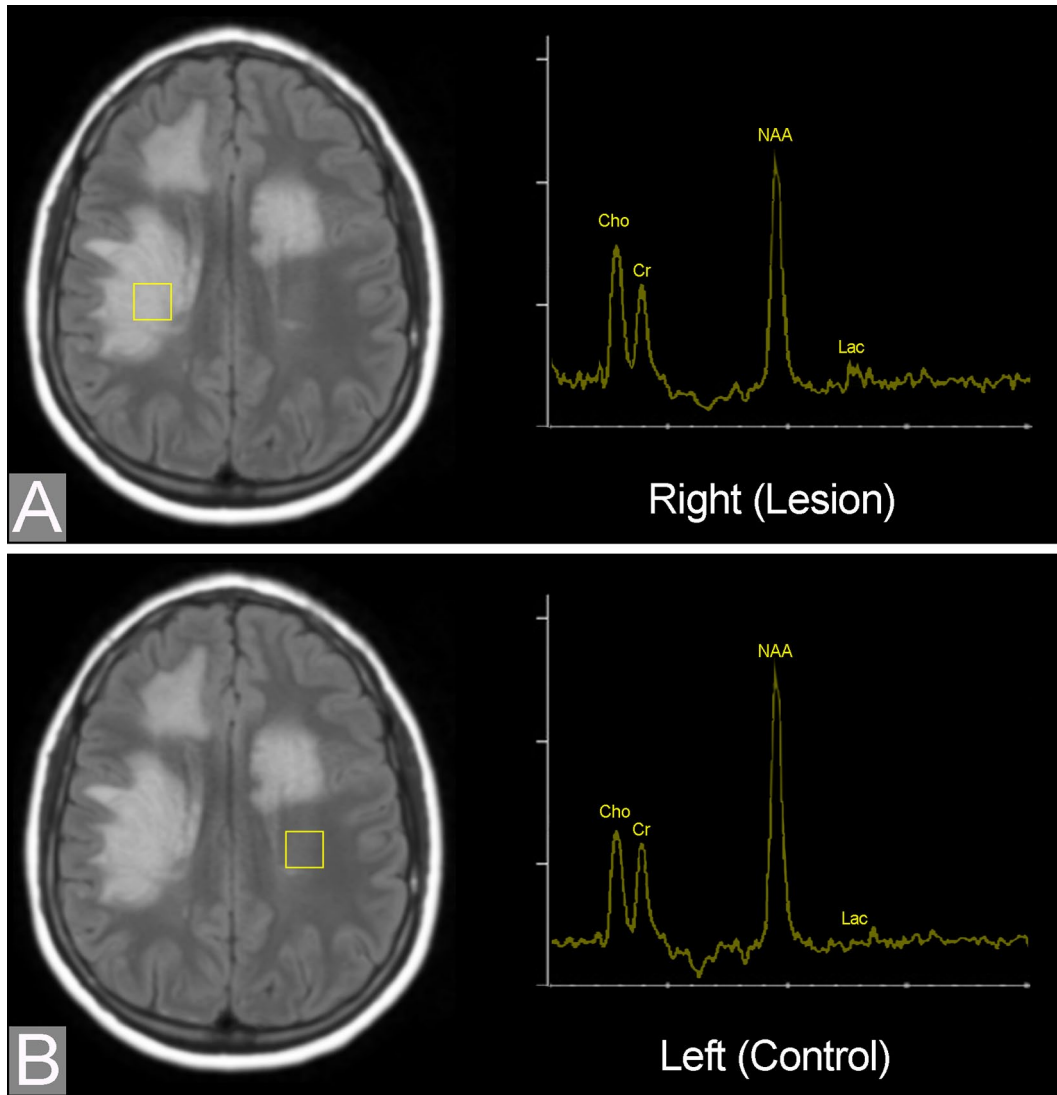 NAA
Cho
Cr
Lac
A
Right (Lesion)
NAA
Cho
Cr
Lac
B
Left (Control)